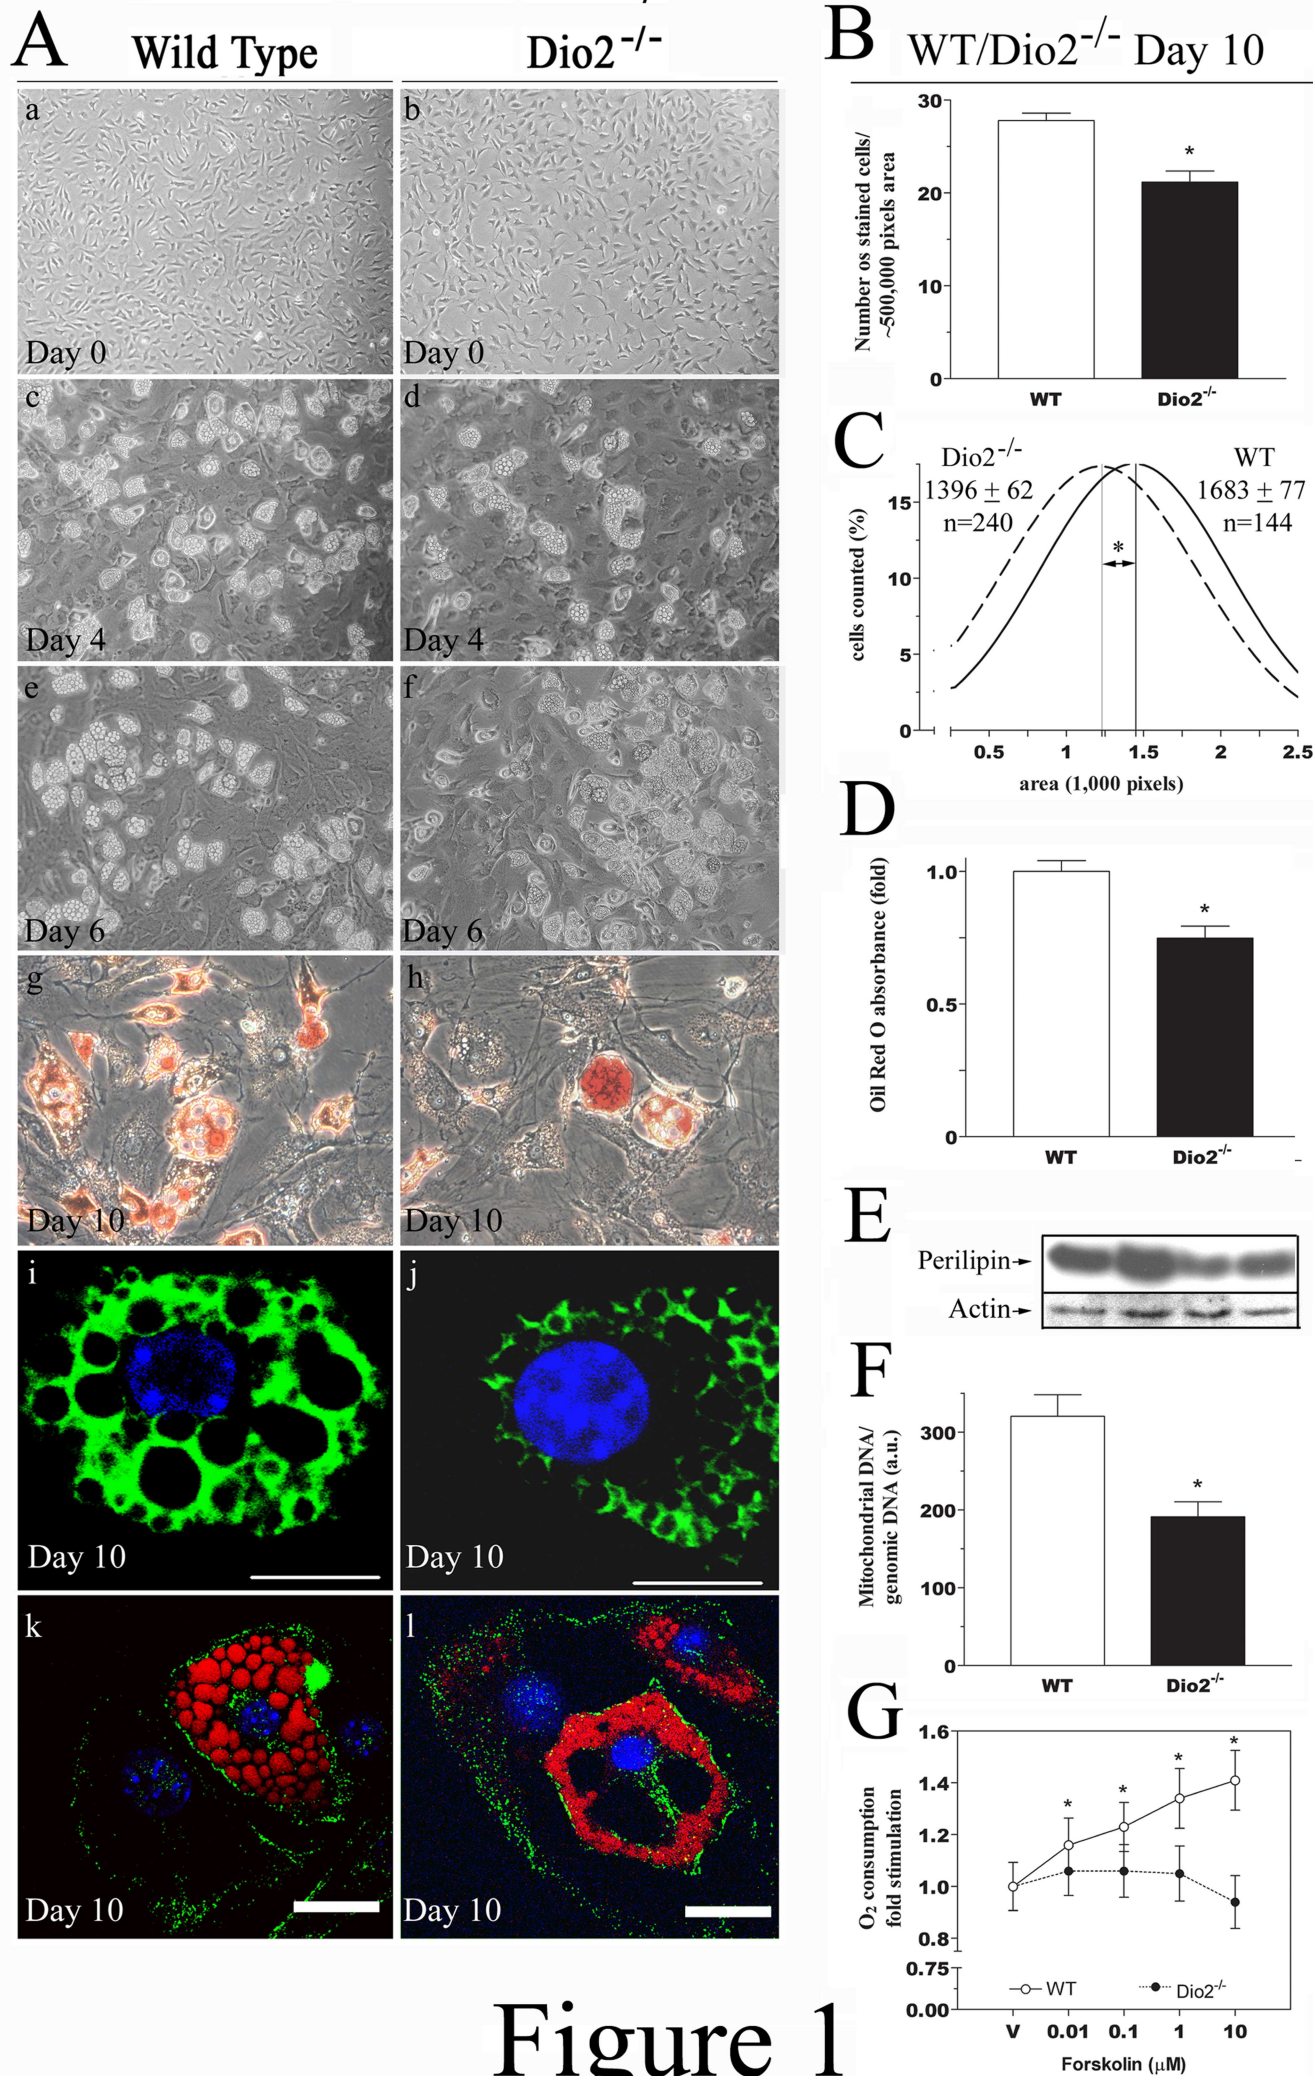 A
Wild Type
Dio2-/-
a
Day 0
b
Day 0
c
Day 4
d
Day 4
e
Day 6
f
Day 6
g
Day 10
h
Day 10
i
Day 10
j
Day 10
k
Day 10
l
Day 10
B
WT/Dio2-/- Day 10
Number os stained cells/
~500,000 pixels area
30
20
10
0
WT
Dio2-/-
C
Dio2-/-
1396 ± 62
n=240
WT
1683 ± 77
n=144
*
cells counted (%)
15
10
5
0
0.5
1
1.5
2
2.5
area (1,000 pixels)
D
Oil Red O absorbance (fold)
1.0
0.5
0
*
WT
Dio2-/-
E
Perilipin
Actin
F
Mitochondrial DNA/
genomic DNA (a.u.)
300
200
100
0
*
WT
Dio2-/-
G
O2 consumption
fold stimulation
1.6
1.4
1.2
1.0
0.8
0.75
0.00
* * * *
WT
Dio2-/-
V 0.01 0.1 1 10
Forskolin (µM)
Figure 1